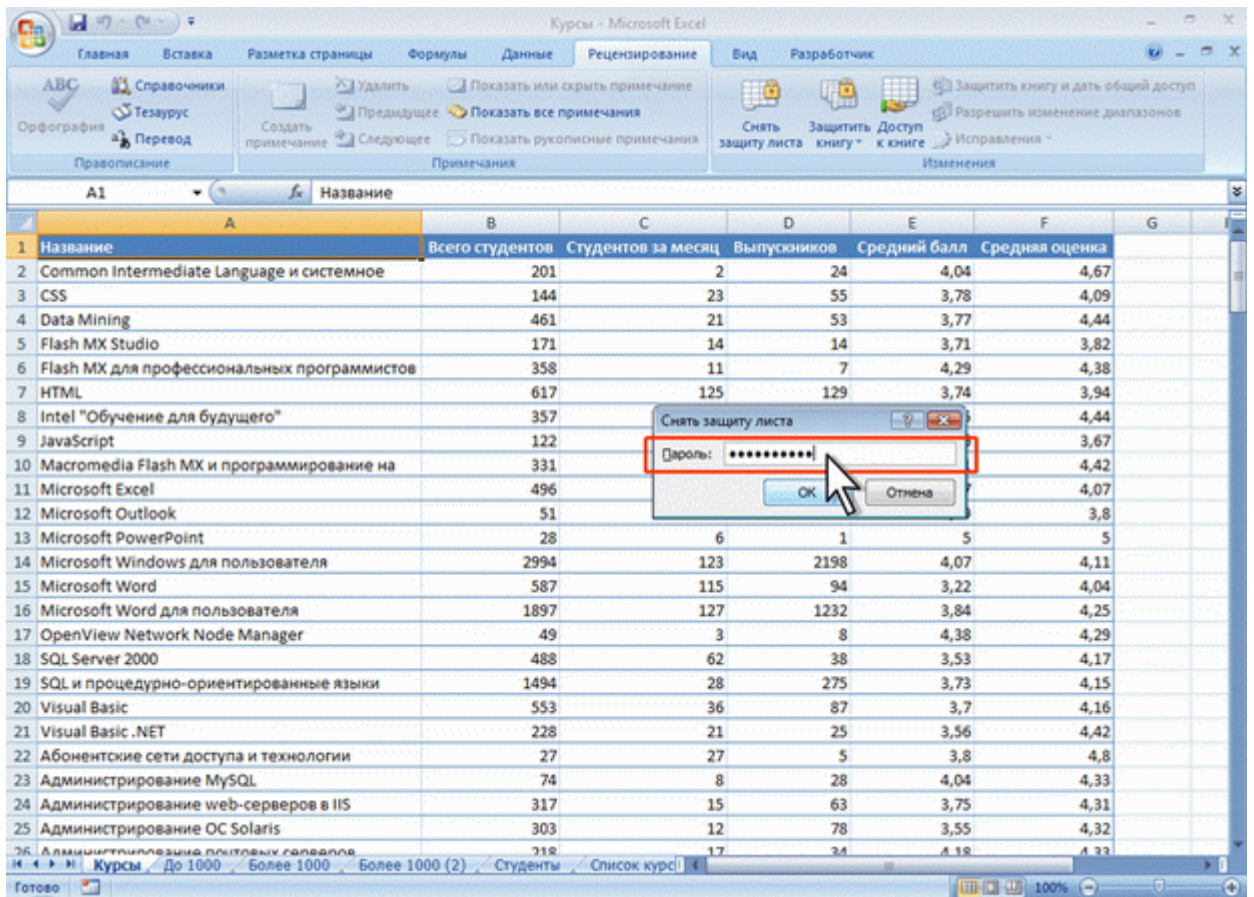 Курсы - Microsoft Excel
Главная Вставка Разметка страницы Формулы Данные Рецензирование Вид Разработчик
ABC Справочники Удалить Показать или скрыть примечание Защитить книгу и дать общий доступ
Тезаурус Предыдущее Показать все примечания Разрешить изменение диапазонов
Орфография Перевод Создать примечание Следующее Показать рукописные примечания Снять защиту листа Защитить книгу Доступ к книге Исправления
Правописание Примечания Изменения
A1 fx Название
A B C D E F G
1 Название Всего студентов Студентов за месяц Выпускников Средний балл Средняя оценка
2 Common Intermediate Language и системное 201 2 24 4,04 4,67
3 CSS 144 23 55 3,78 4,09
4 Data Mining 461 21 53 3,77 4,44
5 Flash MX Studio 171 14 14 3,71 3,82
6 Flash MX для профессиональных программистов 358 11 7 4,29 4,38
7 HTML 617 125 129 3,74 3,94
8 Intel "Обучение для будущего" 357 4,44
9 JavaScript 122 3,67
10 Macromedia Flash MX и программирование на 331 4,42
11 Microsoft Excel 496 4,07
12 Microsoft Outlook 51 3,8
Снять защиту листа
Пароль: ••••••••••
ОК Отмена
13 Microsoft PowerPoint 28 6 1 5 5
14 Microsoft Windows для пользователя 2994 123 2198 4,07 4,11
15 Microsoft Word 587 115 94 3,22 4,04
16 Microsoft Word для пользователя 1897 127 1232 3,84 4,25
17 OpenView Network Node Manager 49 3 8 4,38 4,29
18 SQL Server 2000 488 62 38 3,53 4,17
19 SQL и процедурно-ориентированные языки 1494 28 275 3,73 4,15
20 Visual Basic 553 36 87 3,7 4,16
21 Visual Basic .NET 228 21 25 3,56 4,42
22 Абонентские сети доступа и технологии 27 27 5 3,8 4,8
23 Администрирование MySQL 74 8 28 4,04 4,33
24 Администрирование web-серверов в IIS 317 15 63 3,75 4,31
25 Администрирование ОС Solaris 303 12 78 3,55 4,32
26 Администрирование почтовых серверов 218 17 34 4,18 4,33
Курсы До 1000 Более 1000 Более 1000 (2) Студенты Список курс
Готово 100%